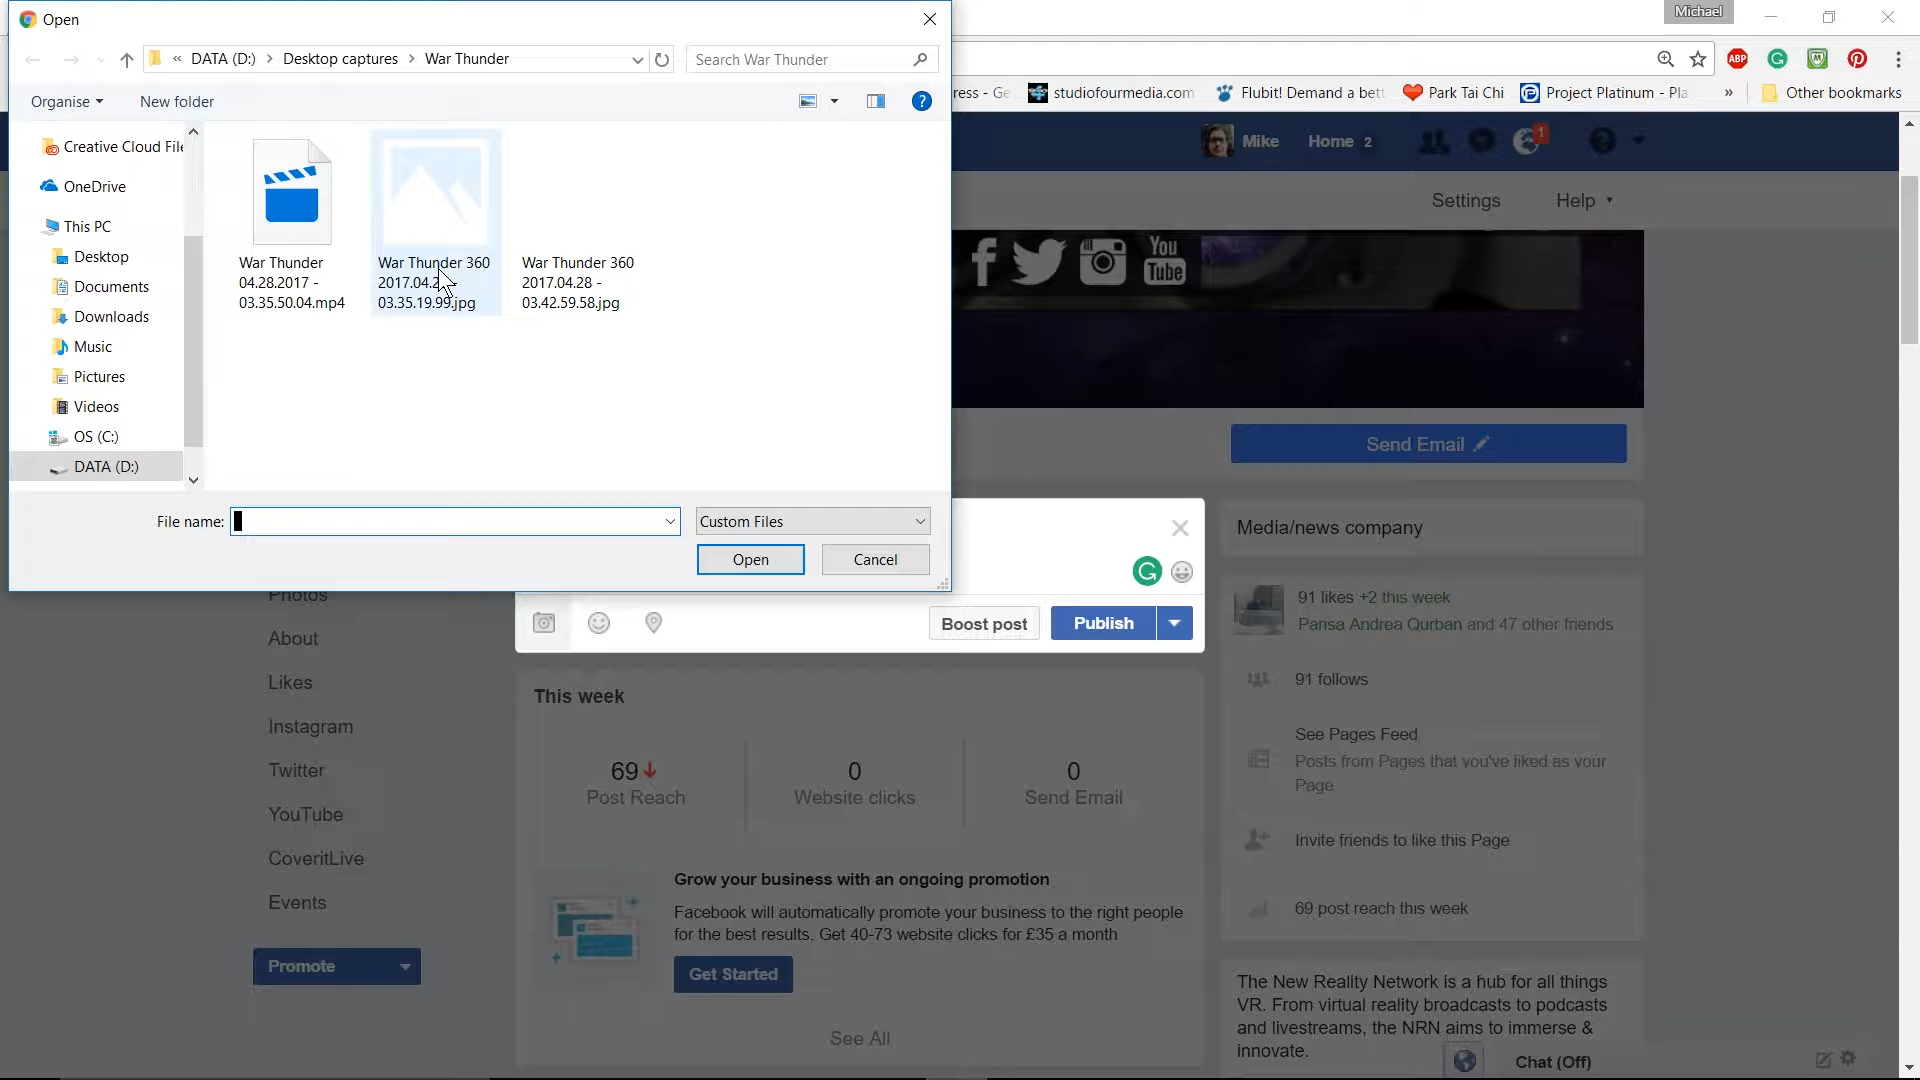 Open
Michael
« DATA (D:) > Desktop captures > War Thunder
Search War Thunder
ABP
Organise
New folder
studiofourmedia.com
Flubit! Demand a bett
Park Tai Chi
Project Platinum - Pla
»
Other bookmarks
Creative Cloud File
OneDrive
This PC
Desktop
Documents
Downloads
Music
Pictures
Videos
OS (C:)
DATA (D:)
War Thunder
04.28.2017 -
03.35.50.04.mp4
War Thunder 360
03.35.19.99.jpg
War Thunder 360
2017.04.28 -
03.42.59.58.jpg
Mike
Home 2
1
Settings
Help
You
Tube
Send Email
File name:
Custom Files
Open
Cancel
Media/news company
Boost post
Publish
Photos
About
Likes
Instagram
Twitter
YouTube
CoveritLive
Events
Promote
This week
69
Post Reach
0
Website clicks
0
Send Email
Grow your business with an ongoing promotion
Facebook will automatically promote your business to the right people
for the best results. Get 40-73 website clicks for £35 a month
Get Started
See All
91 likes +2 this week
Parisa Andrea Qurban and 47 other friends
91 follows
See Pages Feed
Posts from Pages that you've liked as your
Page
Invite friends to like this Page
69 post reach this week
The New Reality Network is a hub for all things
VR. From virtual reality broadcasts to podcasts
and livestreams, the NRN aims to immerse &
innovate.
Chat (Off)